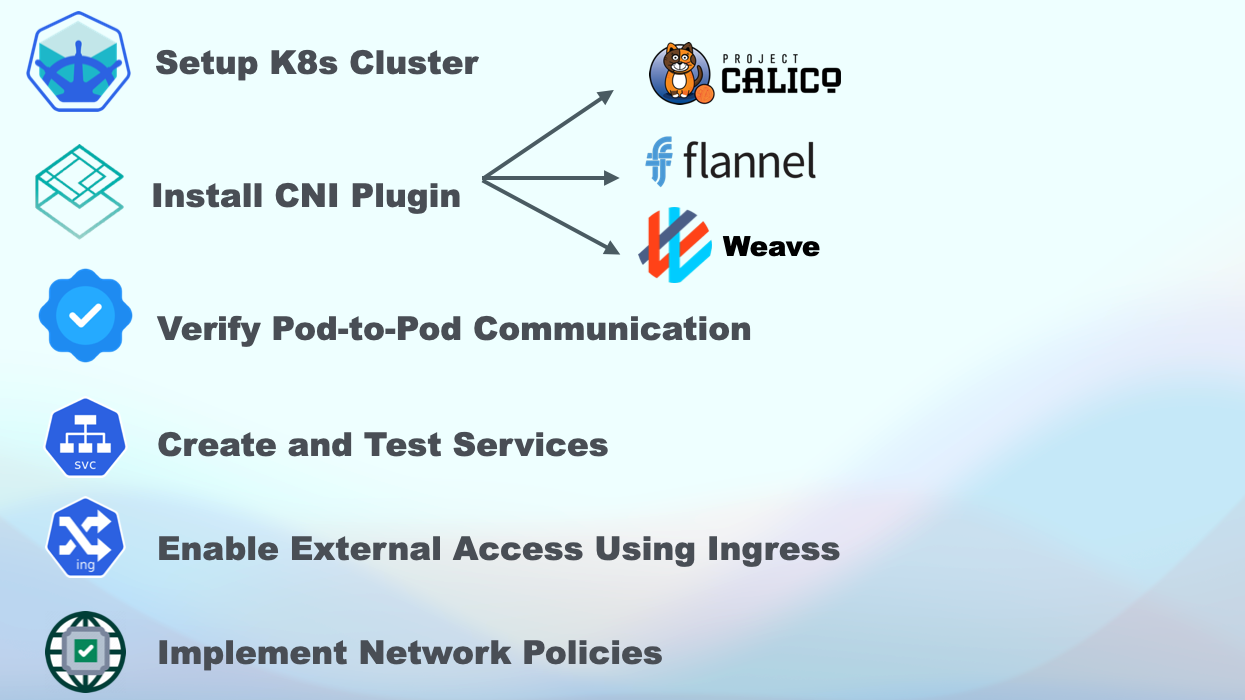 Setup K8s Cluster
PROJECT
CALICO
Install CNI Plugin
flannel
Weave
Verify Pod-to-Pod Communication
Create and Test Services
svc
Enable External Access Using Ingress
ing
Implement Network Policies